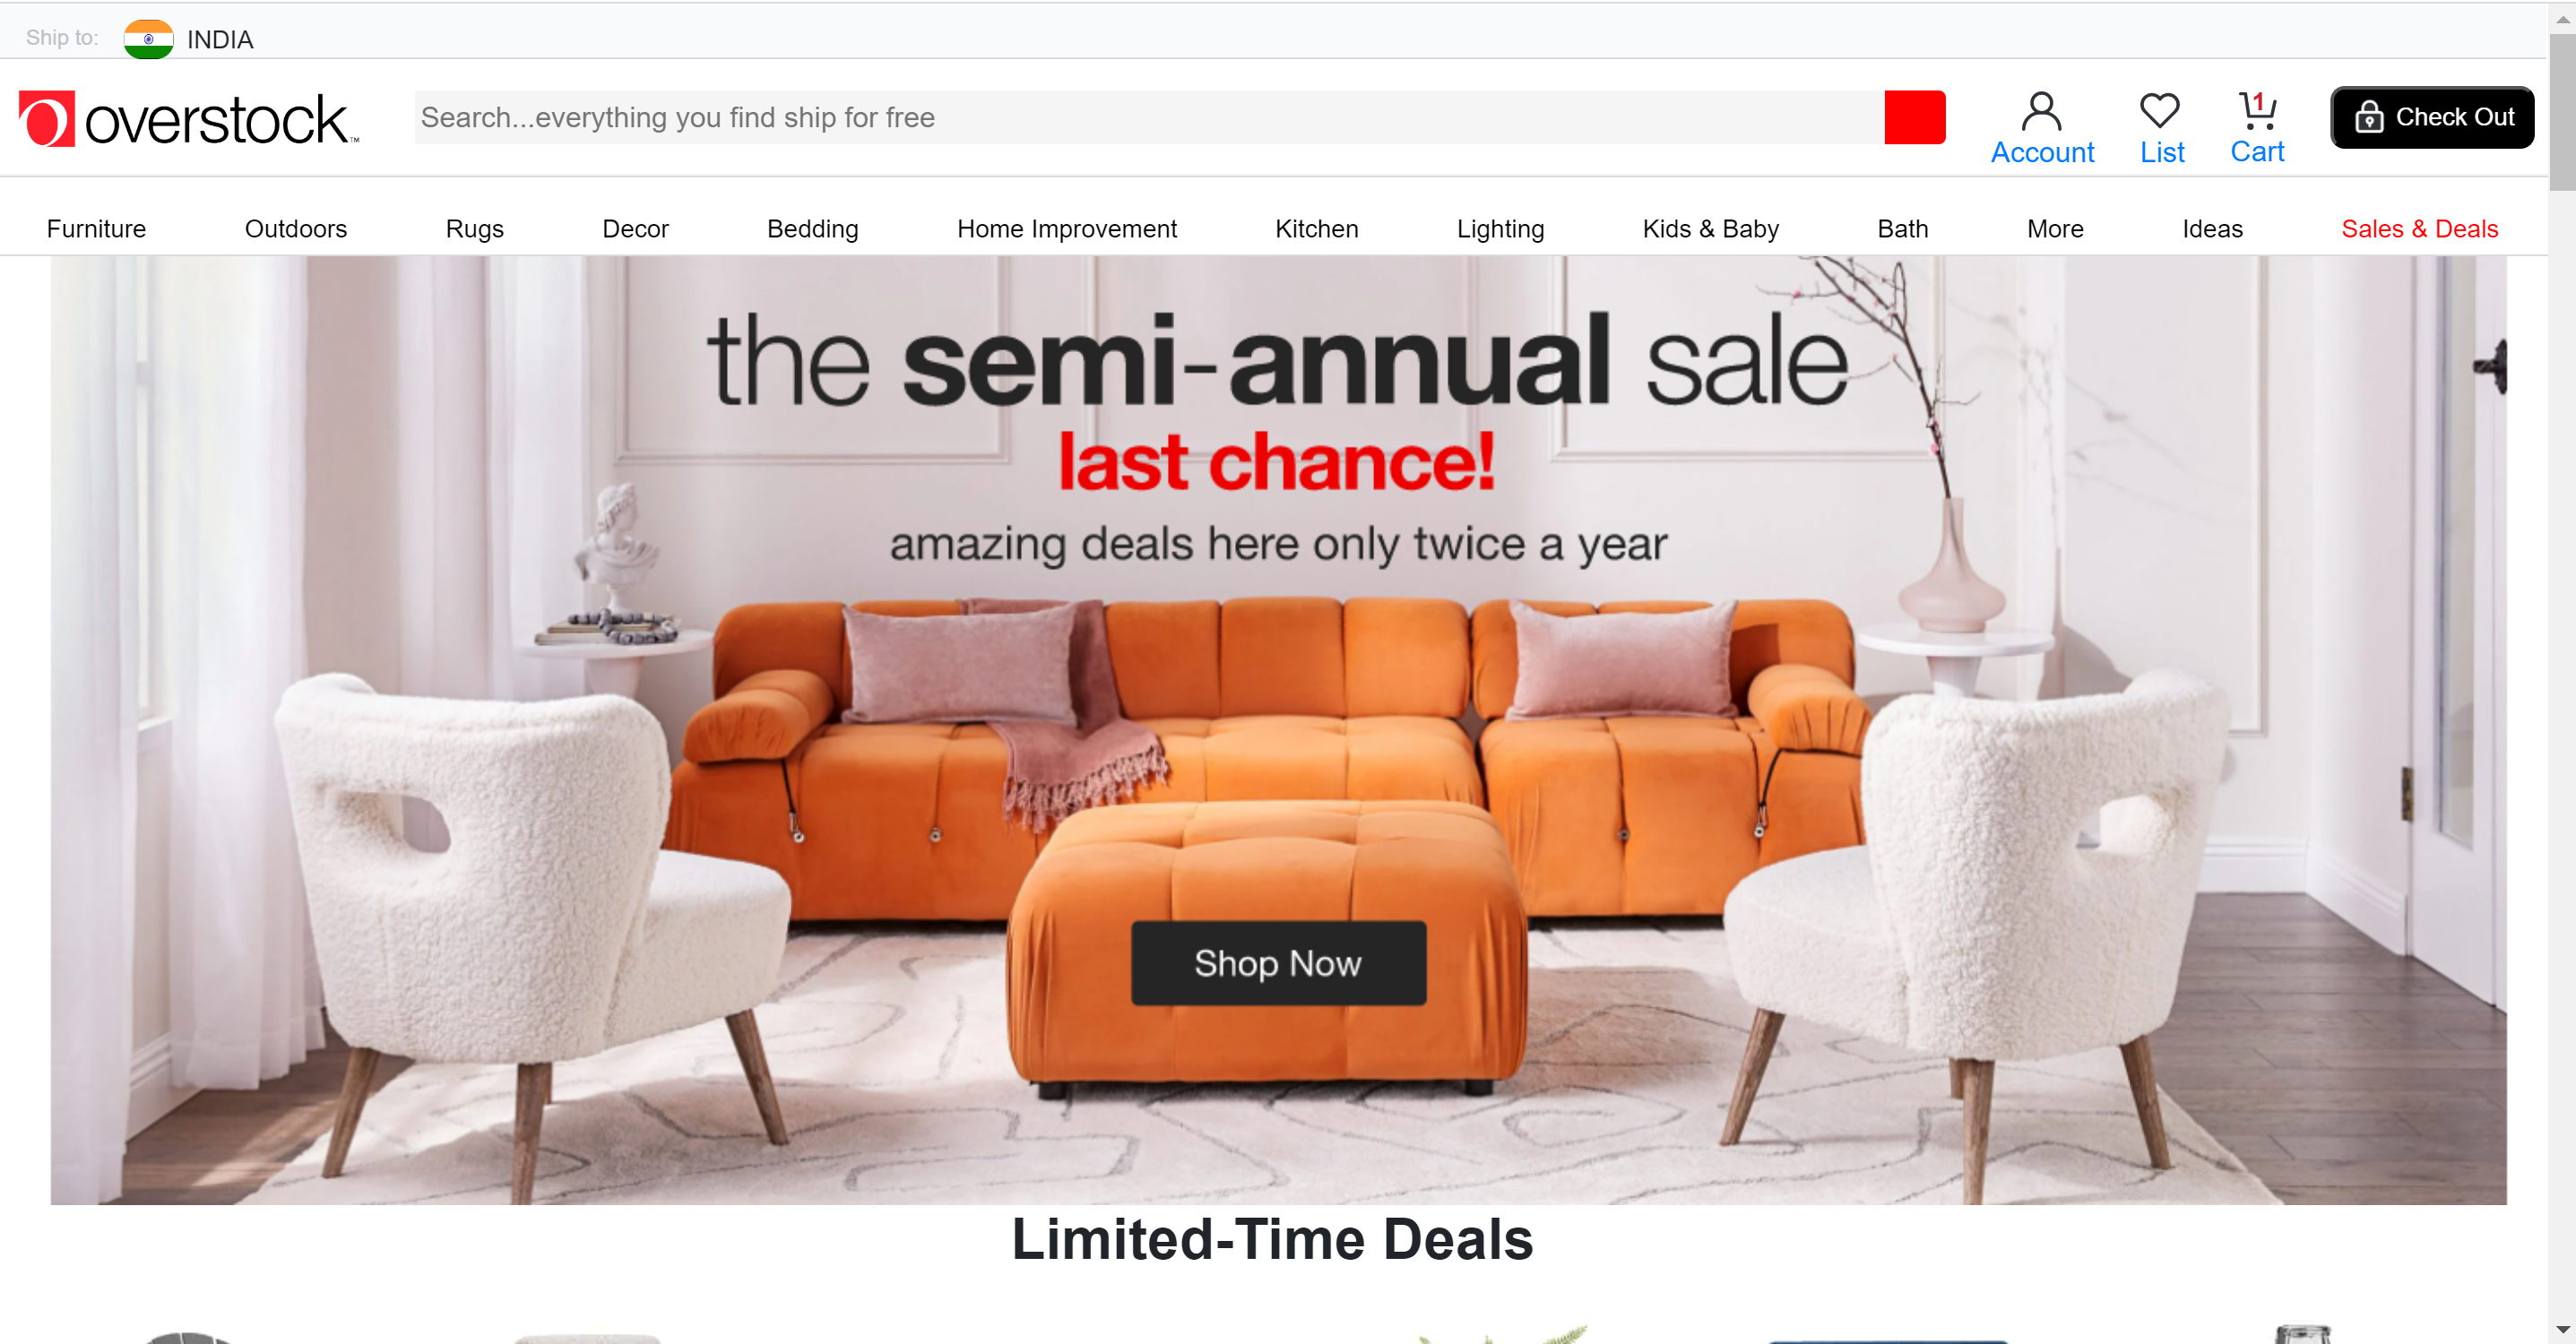 Ship to: INDIA
overstock™
Search...everything you find ship for free
1
Account
List
Cart
Check Out
Furniture Outdoors Rugs Decor Bedding Home Improvement Kitchen Lighting Kids & Baby Bath More Ideas Sales & Deals
the semi-annual sale
last chance!
amazing deals here only twice a year
Shop Now
Limited-Time Deals